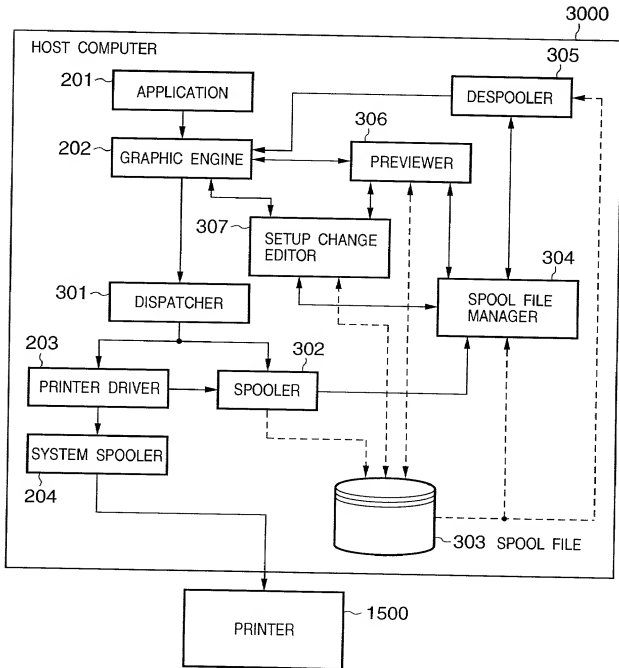 3000
HOST COMPUTER
305
201
APPLICATION
DESPOOLER
306
202
GRAPHIC ENGINE
PREVIEWER
307
SETUP CHANGE
EDITOR
304
301
DISPATCHER
SPOOL FILE
MANAGER
203
302
PRINTER DRIVER
SPOOLER
SYSTEM SPOOLER
204
303 SPOOL FILE
1500
PRINTER